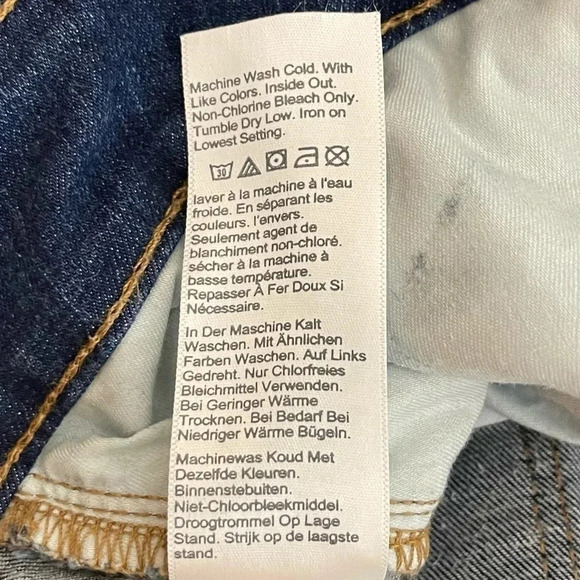 Machine Wash Cold. With
Like Colors. Inside Out.
Non-Chlorine Bleach Only.
Tumble Dry Low. Iron on
Lowest Setting.
30
laver à la machine à l'eau
froide. En séparant les
couleurs. l'envers.
Seulement agent de
blanchiment non-chloré.
sécher à la machine à
basse température.
Repasser À Fer Doux Si
Nécessaire.
In Der Maschine Kalt
Waschen. Mit Ähnlichen
Farben Waschen. Auf Links
Gedreht. Nur Chlorfreies
Bleichmittel Verwenden.
Bei Geringer Wärme
Trocknen. Bei Bedarf Bei
Niedriger Wärme Bügeln.
Machinewas Koud Met
Dezelfde Kleuren.
Binnenstebuiten.
Niet-Chloorbleekmiddel.
Droogtrommel Op Lage
Stand. Strijk op de laagste
stand.